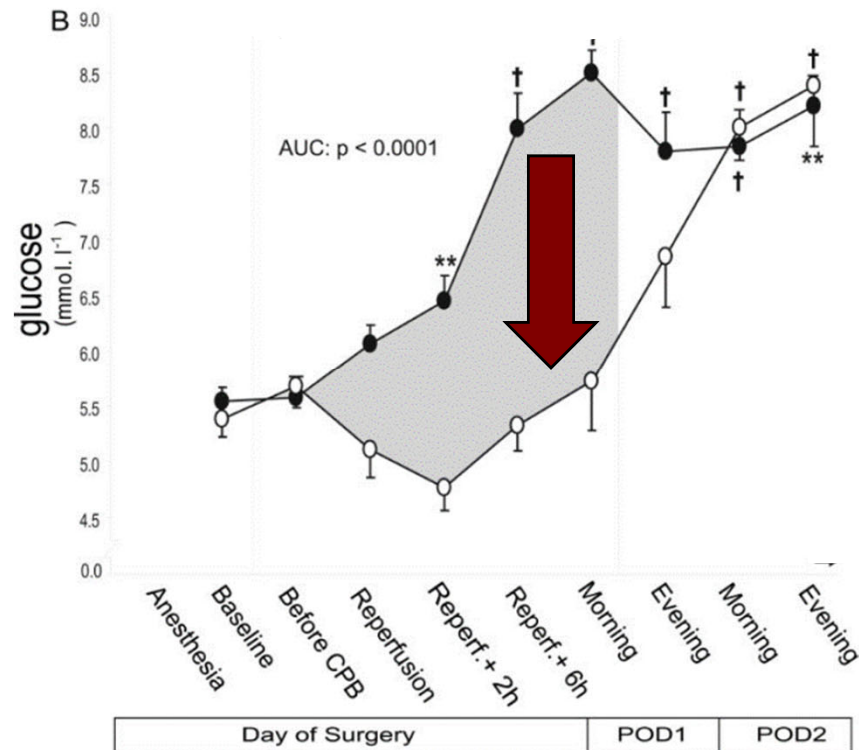 B
9.0
8.5
8.0
7.5
7.0
6.5
6.0
5.5
5.0
4.5
0.0
glucose
(mmol. l⁻¹ )
AUC: p < 0.0001
**
†
†
†
†
†
**
Anesthesia
Baseline
Before CPB
Reperfusion
Reperf.+ 2h
Reperf.+ 6h
Morning
Evening
Morning
Evening
Day of Surgery POD1 POD2